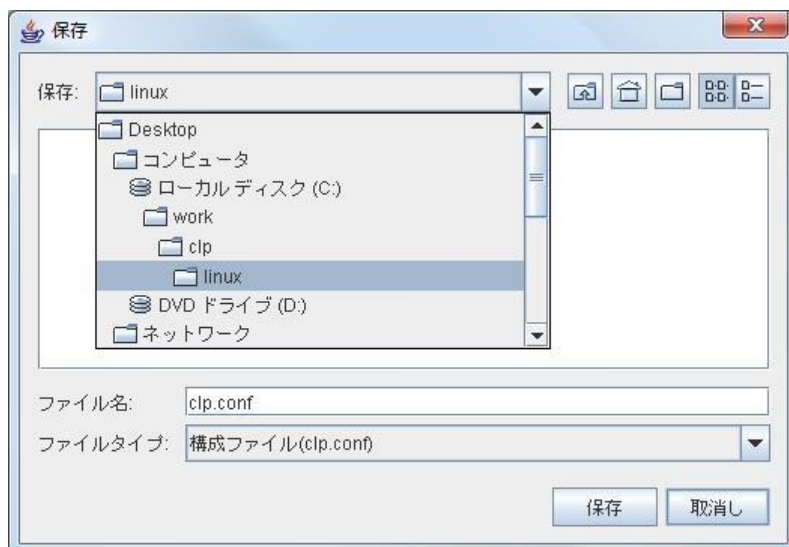 保存
保存: linux
Desktop
コンピュータ
ローカル ディスク (C:)
work
clp
linux
DVD ドライブ (D:)
ネットワーク
ファイル名: clp.conf
ファイルタイプ: 構成ファイル(clp.conf)
保存 取消し